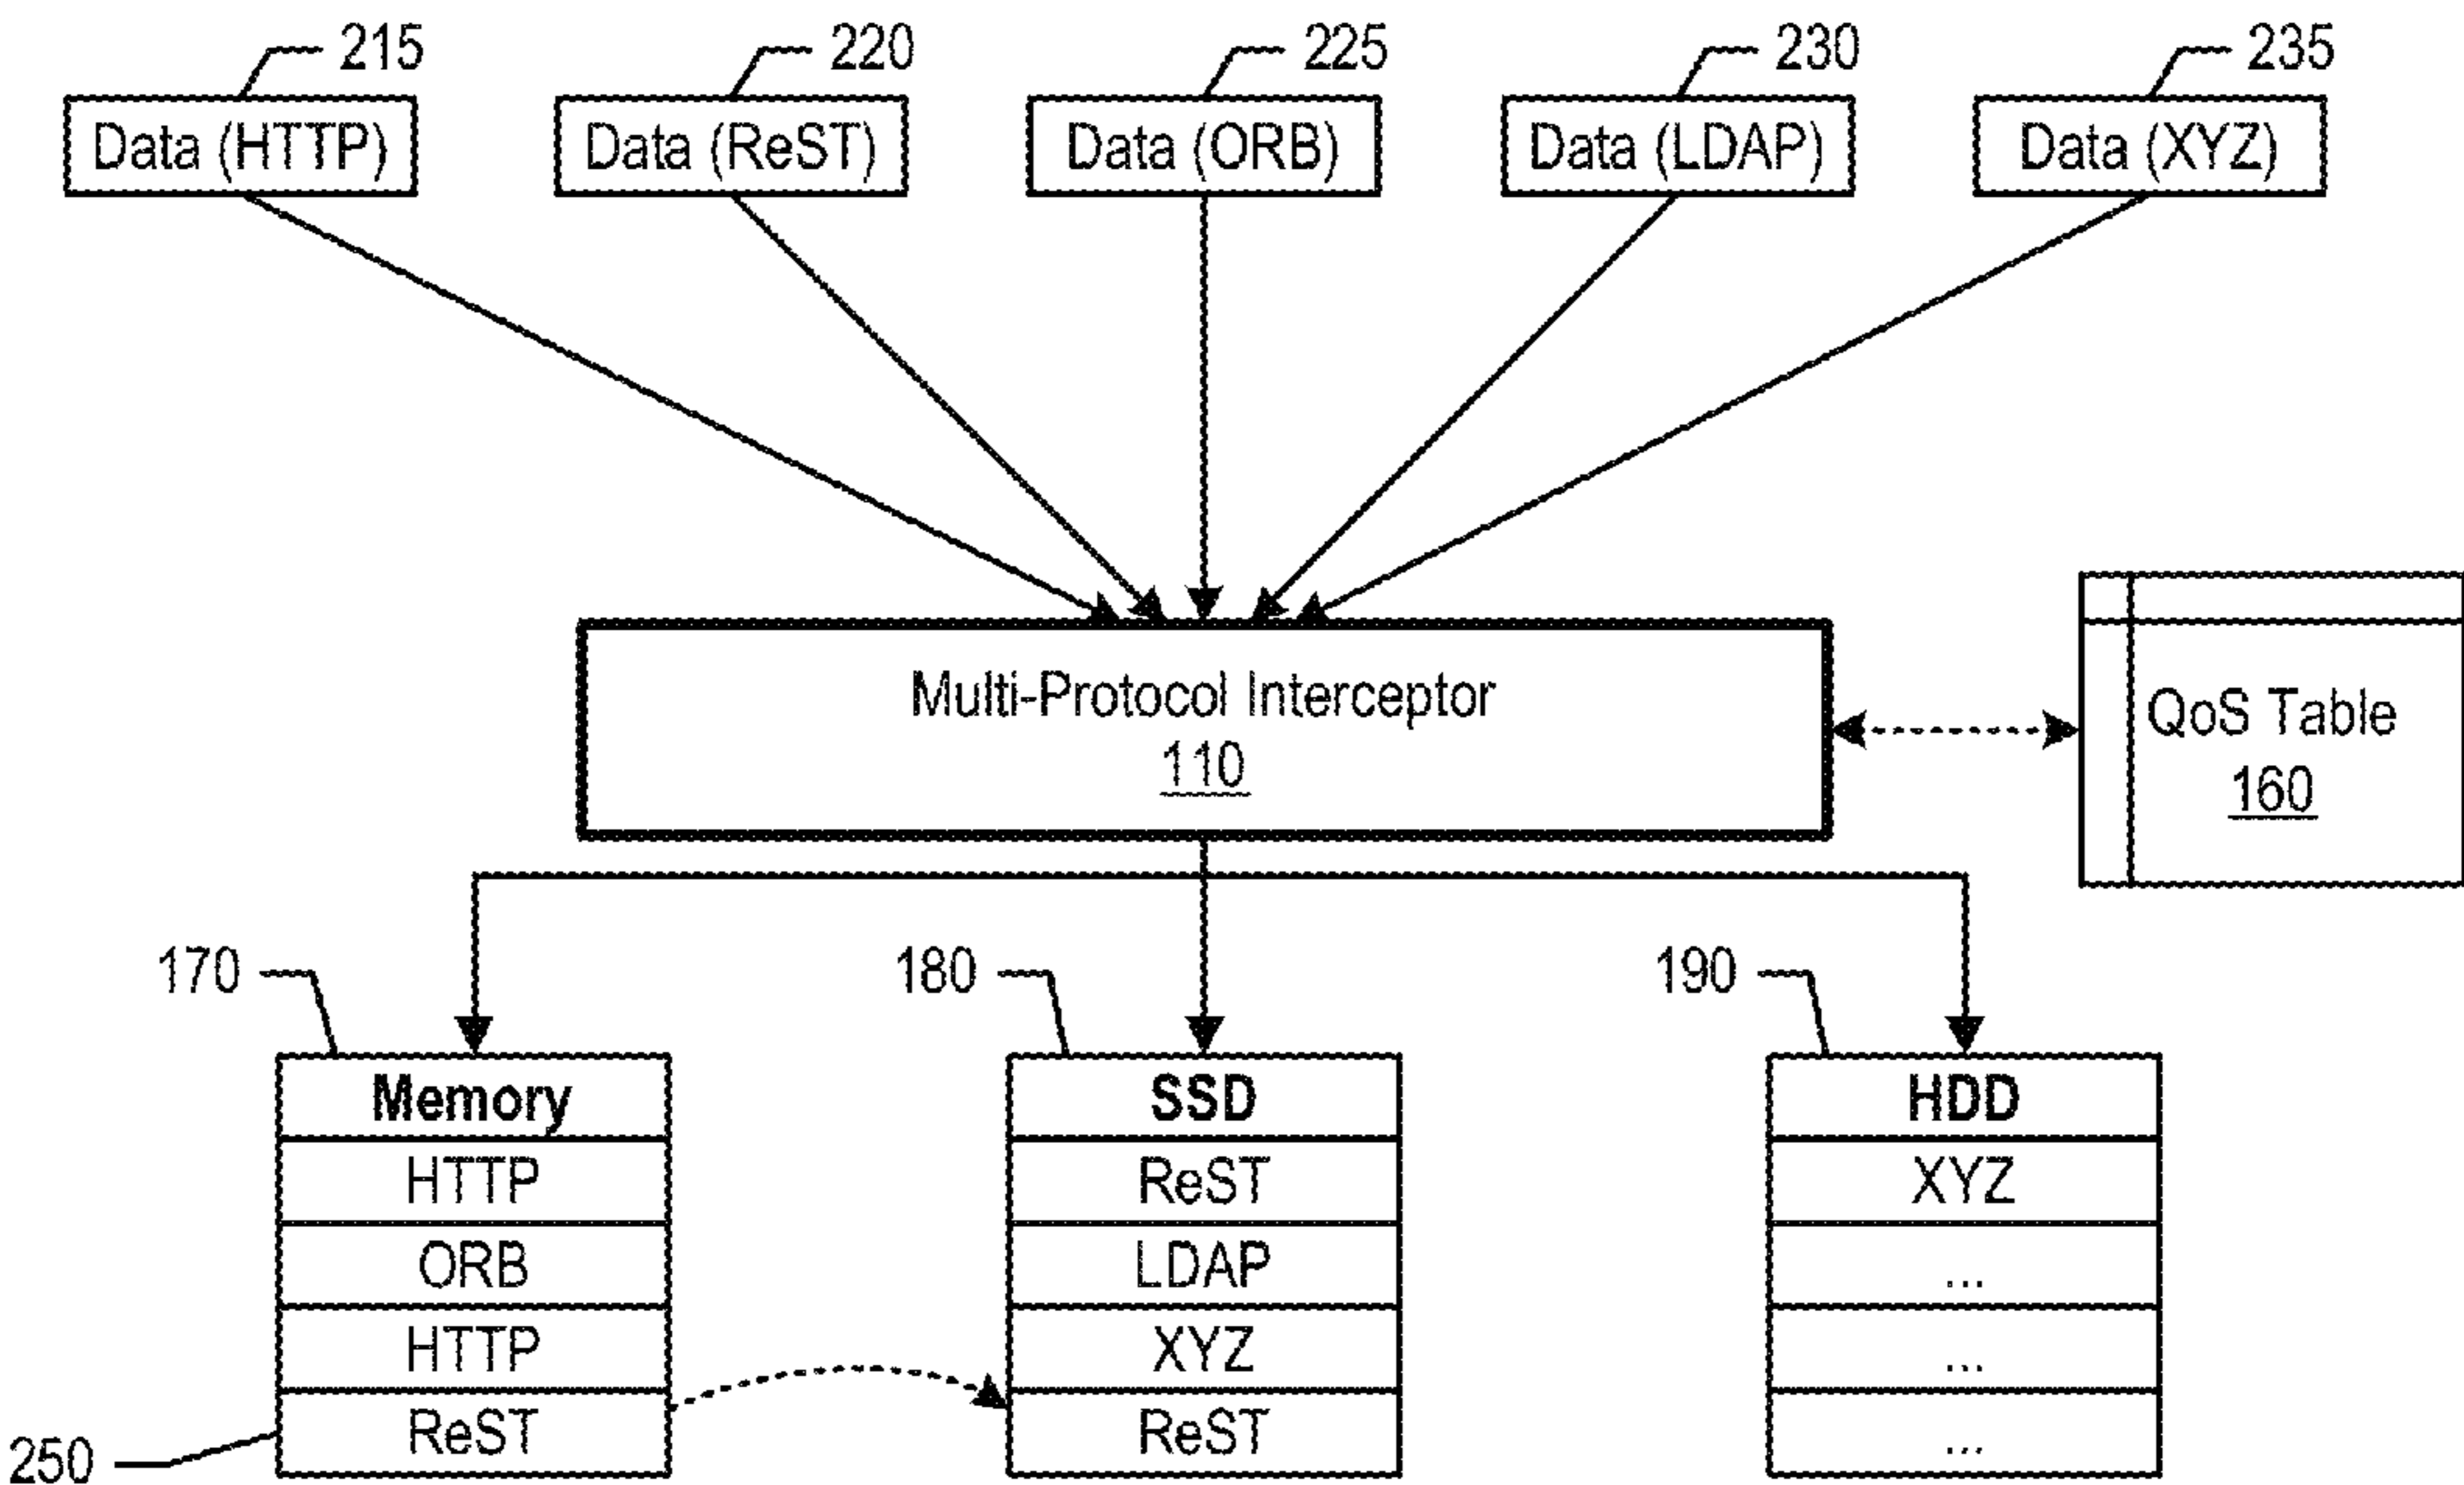 215
220
225
230
235
Data (HTTP)
Data (ReST)
Data (ORB)
Data (LDAP)
Data (XYZ)
Multi-Protocol Interceptor
110
QoS Table
160
170
180
190
Memory
HTTP
ORB
HTTP
ReST
250
SSD
ReST
LDAP
XYZ
ReST
HDD
XYZ
...
...
...